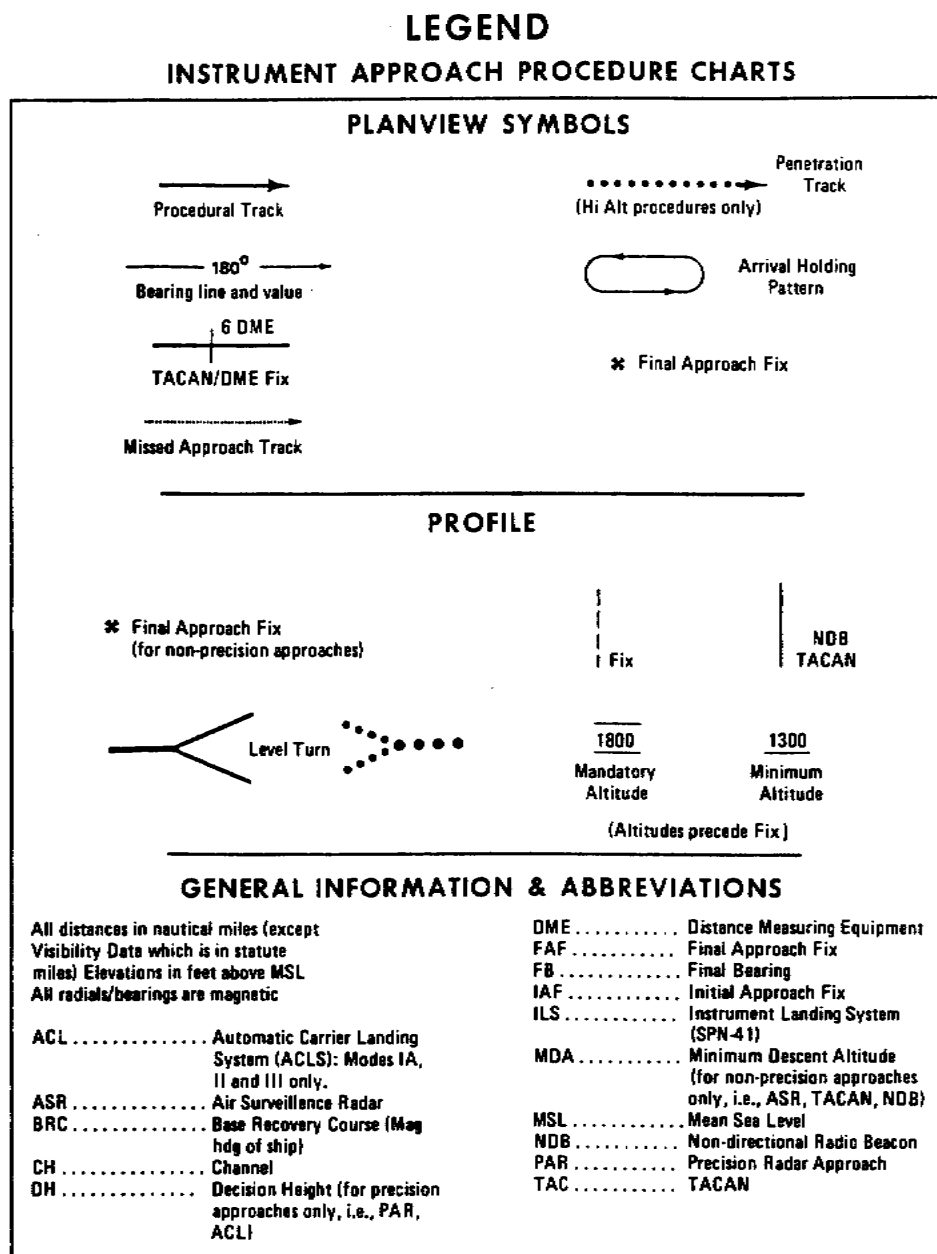 LEGEND
INSTRUMENT APPROACH PROCEDURE CHARTS
PLANVIEW SYMBOLS
Procedural Track
Penetration
Track
(Hi Alt procedures only)
180°
Bearing line and value
Arrival Holding
Pattern
6 DME
TACAN/DME Fix
✖ Final Approach Fix
Missed Approach Track
PROFILE
✖ Final Approach Fix
(for non-precision approaches)
Fix
NDB
TACAN
Level Turn
1800
Mandatory
Altitude
1300
Minimum
Altitude
(Altitudes precede Fix)
GENERAL INFORMATION & ABBREVIATIONS
All distances in nautical miles (except
Visibility Data which is in statute
miles) Elevations in feet above MSL
All radials/bearings are magnetic
ACL .............. Automatic Carrier Landing
System (ACLS): Modes IA,
II and III only.
ASR .............. Air Surveillance Radar
BRC .............. Base Recovery Course (Mag
hdg of ship)
CH .............. Channel
DH .............. Decision Height (for precision
approaches only, i.e., PAR,
ACL)
DME ........... Distance Measuring Equipment
FAF ............ Final Approach Fix
FB ............. Final Bearing
IAF ............ Initial Approach Fix
ILS ............ Instrument Landing System
(SPN-41)
MDA ........... Minimum Descent Altitude
(for non-precision approaches
only, i.e., ASR, TACAN, NDB)
MSL ........... Mean Sea Level
NDB ........... Non-directional Radio Beacon
PAR ........... Precision Radar Approach
TAC ........... TACAN